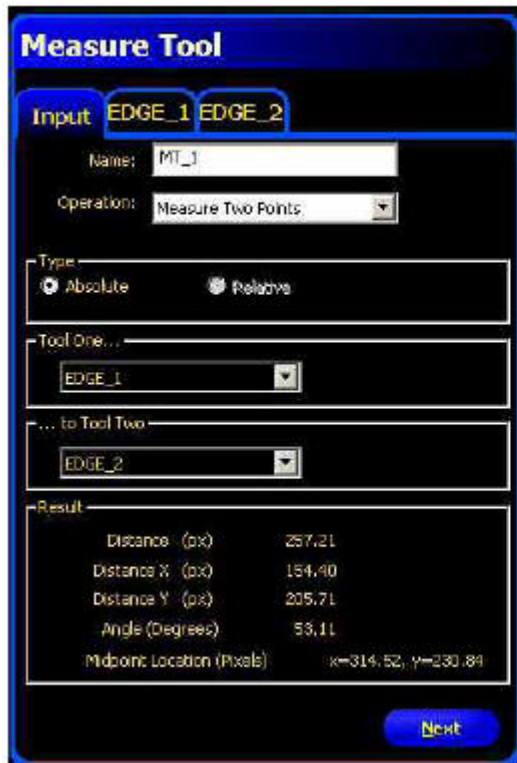 Measure Tool
Input EDGE_1 EDGE_2
Name: MT_1
Operation: Measure Two Points
Type
Absolute Relative
Tool One...
EDGE_1
... to Tool Two
EDGE_2
Result
Distance (px) 257.21
Distance X (px) 154.40
Distance Y (px) 205.71
Angle (Degrees) 53.11
Midpoint Location (Pixels) x=314.52, y=230.84
Next